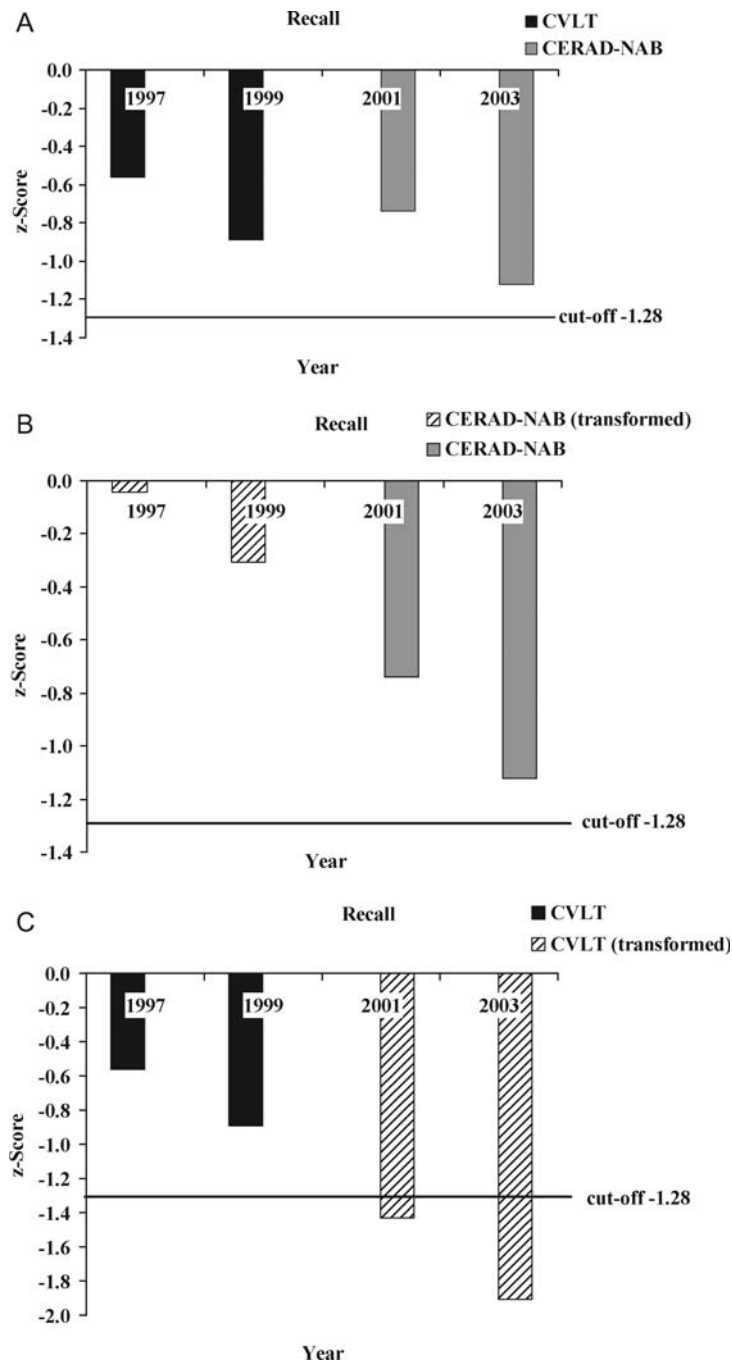 A
Recall
CVLT
CERAD-NAB
0.0
-0.2
-0.4
-0.6
-0.8
-1.0
-1.2
-1.4
1997
1999
2001
2003
z-Score
cut-off -1.28
Year
B
Recall
CERAD-NAB (transformed)
CERAD-NAB
0.0
-0.2
-0.4
-0.6
-0.8
-1.0
-1.2
-1.4
1997
1999
2001
2003
z-Score
cut-off -1.28
Year
C
Recall
CVLT
CVLT (transformed)
0.0
-0.2
-0.4
-0.6
-0.8
-1.0
-1.2
-1.4
-1.6
-1.8
-2.0
1997
1999
2001
2003
z-Score
cut-off -1.28
Year